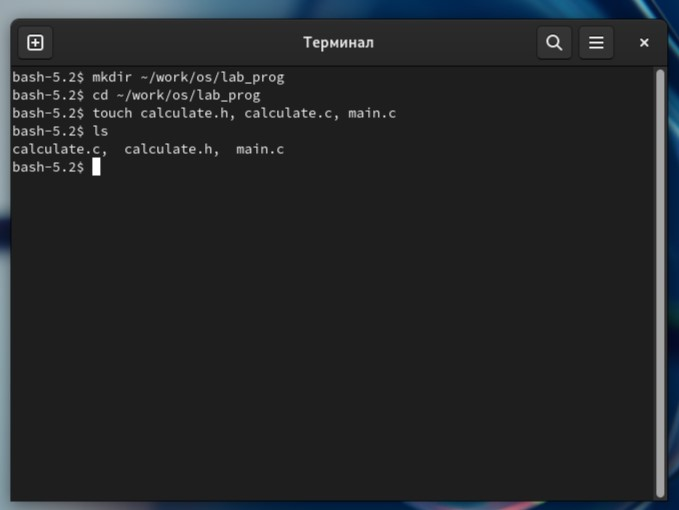 Терминал
bash-5.2$ mkdir ~/work/os/lab_prog
bash-5.2$ cd ~/work/os/lab_prog
bash-5.2$ touch calculate.h, calculate.c, main.c
bash-5.2$ ls
calculate.c,  calculate.h,  main.c
bash-5.2$